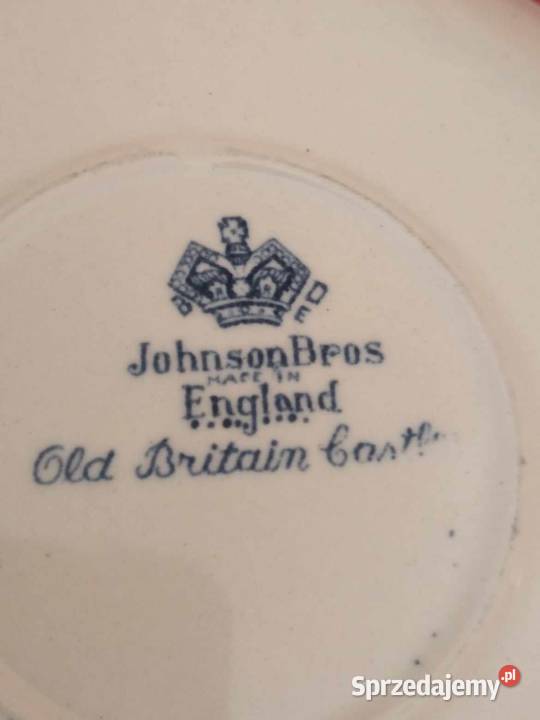 B D
E
Johnson Bros
MADE IN
England
Old Britain Castle
Sprzedajemy.pl